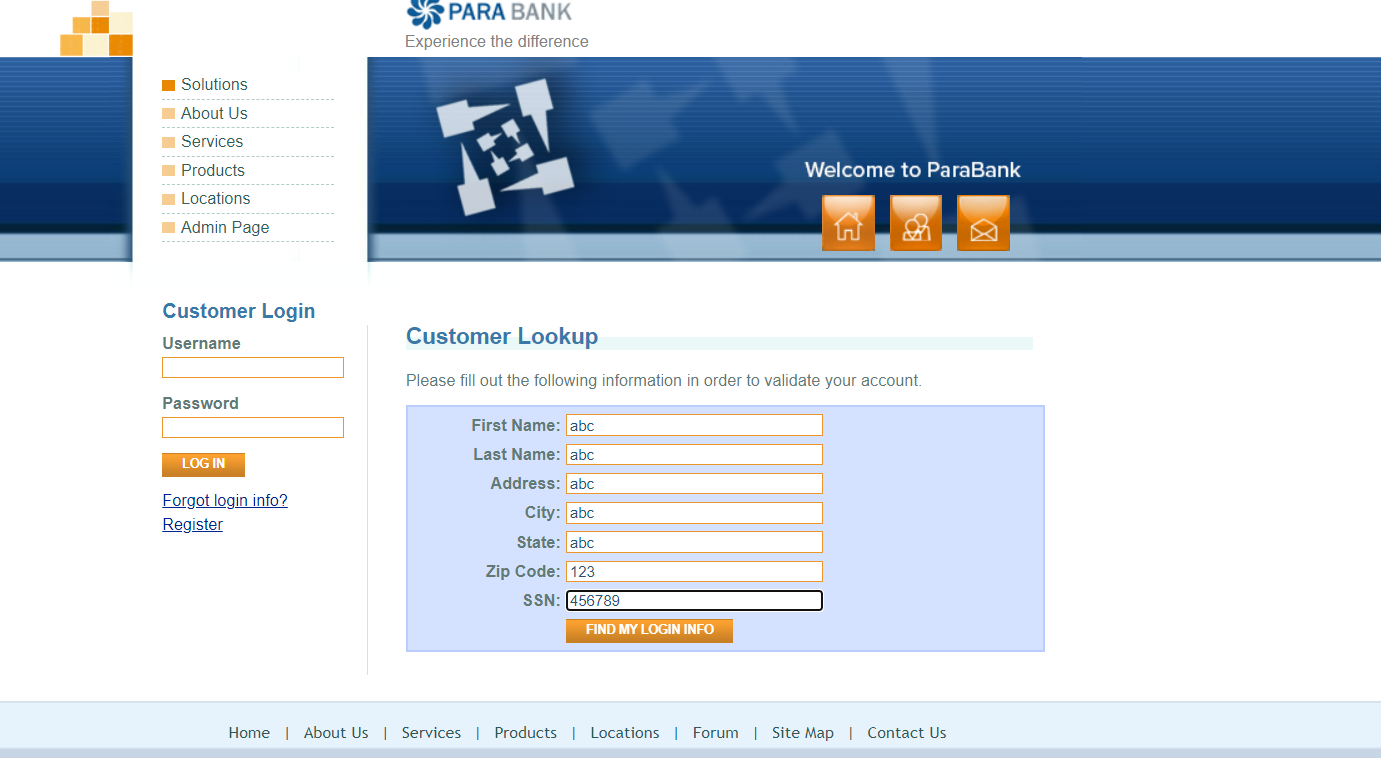 PARA BANK
Experience the difference
Solutions
About Us
Services
Products
Locations
Admin Page
Welcome to ParaBank
Customer Login
Username
Password
LOG IN
Forgot login info?
Register
Customer Lookup
Please fill out the following information in order to validate your account.
First Name: abc
Last Name: abc
Address: abc
City: abc
State: abc
Zip Code: 123
SSN: 456789
FIND MY LOGIN INFO
Home | About Us | Services | Products | Locations | Forum | Site Map | Contact Us